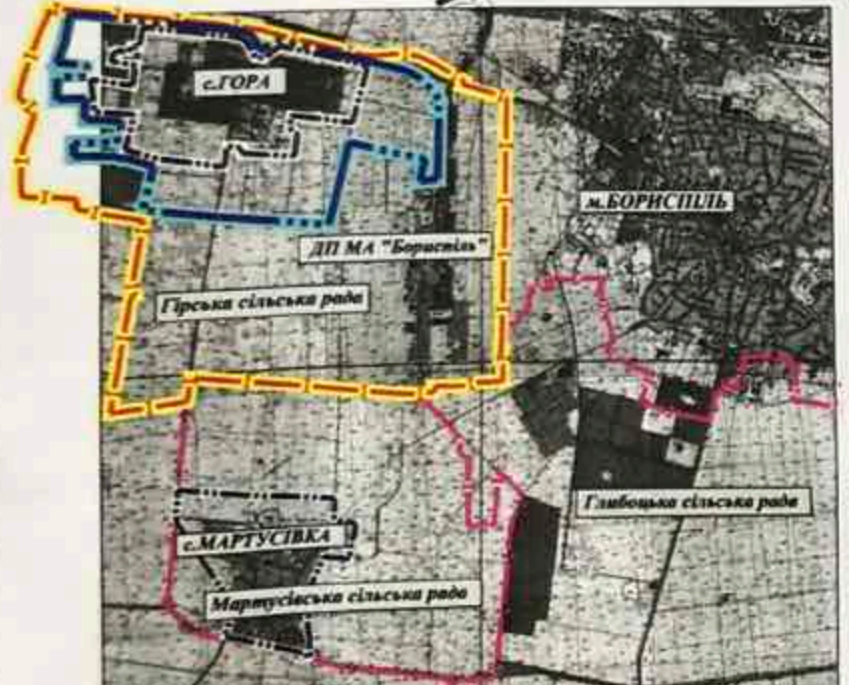 с.ГОРА
м.БОРИСПІЛЬ
ДП МА "Бориспіль"
Гірська сільська рада
Глибоцька сільська рада
с.МАРТУСІВКА
Мартусівська сільська рада